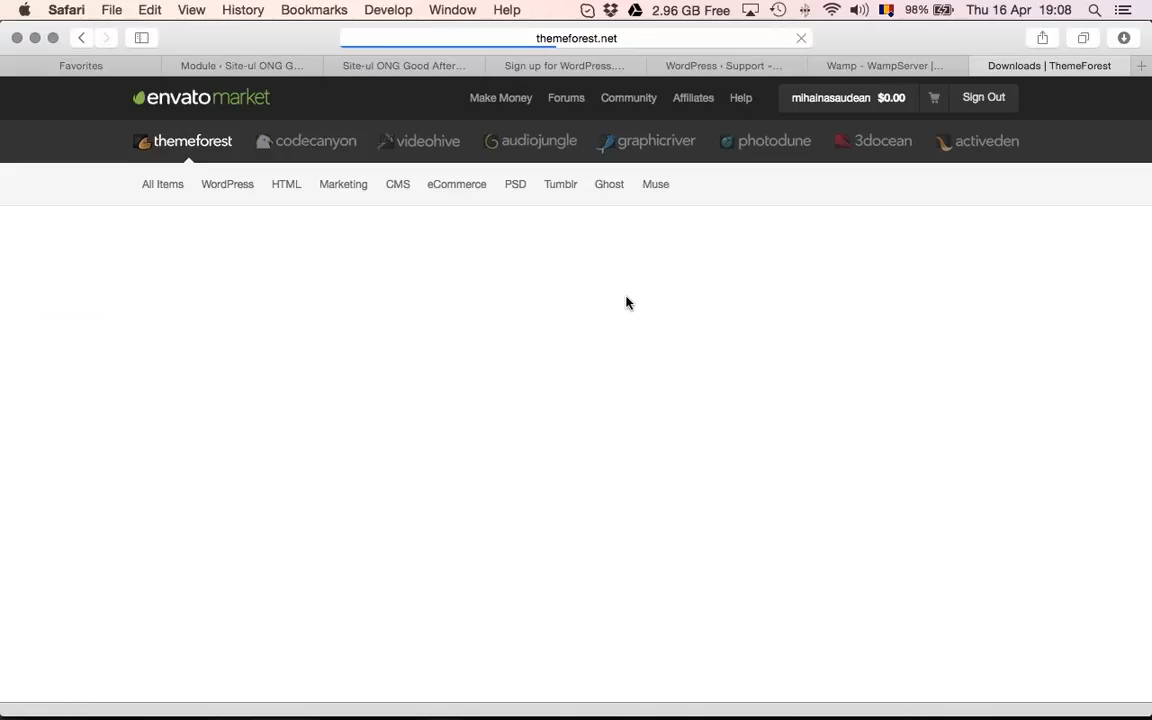 Safari File Edit View History Bookmarks Develop Window Help 2.96 GB Free 98% Thu 16 Apr 19:08
themeforest.net
Favorites Module ‹ Site-ul ONG G... Site-ul ONG Good After... Sign up for WordPress.... WordPress › Support –... Wamp - WampServer |... Downloads | ThemeForest
envatomarket Make Money Forums Community Affiliates Help mihainasaudean $0.00 Sign Out
themeforest codecanyon videohive audiojungle graphicriver photodune 3docean activeden
All Items WordPress HTML Marketing CMS eCommerce PSD Tumblr Ghost Muse